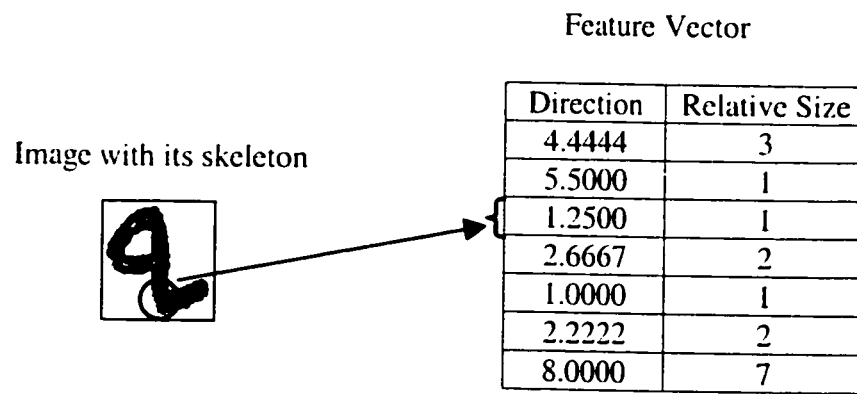 Feature Vector
Direction Relative Size
4.4444 3
Image with its skeleton
5.5000 1
1.2500 1
2.6667 2
1.0000 1
2.2222 2
8.0000 7